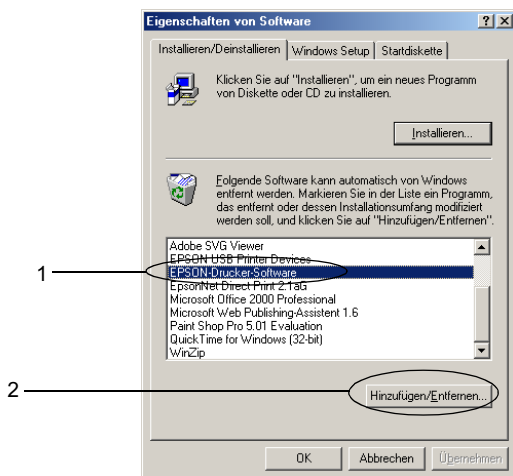 Eigenschaften von Software
Installieren/Deinstallieren Windows Setup Startdiskette
Klicken Sie auf "Installieren", um ein neues Programm
von Diskette oder CD zu installieren.
Installieren...
Folgende Software kann automatisch von Windows
entfernt werden. Markieren Sie in der Liste ein Programm,
das entfernt oder dessen Installationsumfang modifiziert
werden soll, und klicken Sie auf "Hinzufügen/Entfernen".
Adobe SVG Viewer
EPSON USB Printer Devices
1
EPSON-Drucker-Software
EpsonNet Direct Print 2.1aG
Microsoft Office 2000 Professional
Microsoft Web Publishing-Assistent 1.6
Paint Shop Pro 5.01 Evaluation
QuickTime for Windows (32-bit)
WinZip
2
Hinzufügen/Entfernen...
OK Abbrechen Übernehmen